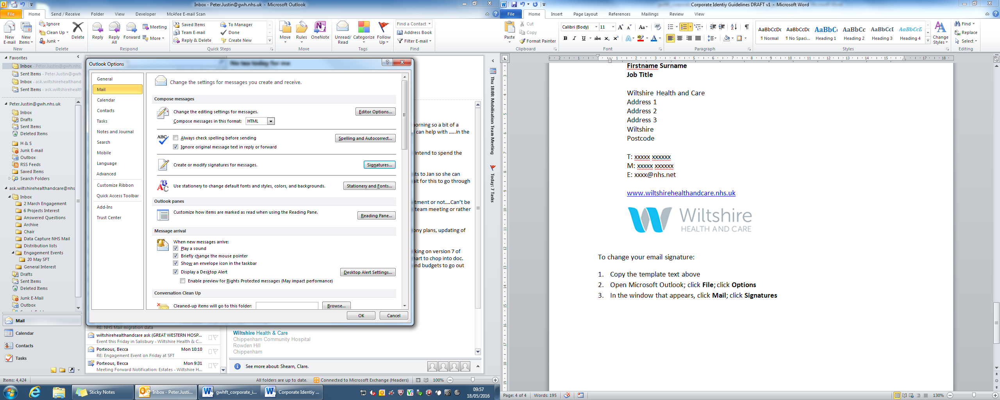 Inbox - Peter.Justin@gwh.nhs.uk - Microsoft Outlook
File Home Send / Receive Folder View Developer McAfee E-mail Scan
New E-mail
New Items
Ignore
Clean Up
Junk
Delete
Reply
Reply All
Forward
Meeting
More
Saved Items
Team E-mail
Reply & Delete
To Manager
Done
Create New
Move
Rules
OneNote
Unread/ Read
Categorize
Follow Up
Find a Contact
Address Book
Filter E-mail
New Delete Respond Quick Steps Move Tags Find
Favorites
Inbox - Peter.Justin@gwh.nhs.
Sent Items - Peter.Justin@gwh
Inbox - ask.wiltshirehealthand
Sent Items - ask.wiltshirehealth
Peter.Justin@gwh.nhs.uk
Inbox
Drafts
Sent Items
Deleted Items
H & S
Junk E-mail
Outbox
RSS Feeds
Saved Items
Search Folders
ask.wiltshirehealthandcare@nhs
Inbox
2 March Engagement
6 Projects Interest
Answered Questions
Archive
Chair
Data Capture NHS Mail
Distribution lists
Engagement Events
20 May SFT
General Interest
Drafts
Sent Items
Deleted Items
Junk E-Mail
Outbox
Mail
Calendar
Contacts
Tasks
Items: 4,424
Outlook Options
No tea today for me
General
Mail
Calendar
Contacts
Tasks
Notes and Journal
Search
Mobile
Language
Advanced
Customize Ribbon
Quick Access Toolbar
Add-Ins
Trust Center
Change the settings for messages you create and receive.
Compose messages
Change the editing settings for messages.
Editor Options...
Compose messages in this format: HTML
ABC
Always check spelling before sending
Spelling and Autocorrect...
Ignore original message text in reply or forward
Create or modify signatures for messages.
Signatures...
Use stationery to change default fonts and styles, colors, and backgrounds.
Stationery and Fonts...
Outlook panes
Customize how items are marked as read when using the Reading Pane.
Reading Pane...
Message arrival
When new messages arrive:
Play a sound
Briefly change the mouse pointer
Show an envelope icon in the taskbar
Display a Desktop Alert
Desktop Alert Settings...
Enable preview for Rights Protected messages (May impact performance)
Conversation Clean Up
Cleaned-up items will go to this folder:
Browse...
OK Cancel
orning so a bit of a
can help with .....in the
intend to spend the
ts to Jan so she can
it for this to go through
tment or not....Can't be
team meeting or rather
ny plans, updating of
king on version 7 of
art to chop into doc.
nd budgets to go out
Thu 10:00: Mobilisation Team Meeting
Today: 7 Tasks
RE: NHS Mail migration data
wiltshirehealthandcare ask (GREAT WESTERN HOSP...
Event this Friday in Salisbury - Wiltshire Health & C...
Porteous, Becca Mon 10:10
RE: Engagement Event on Friday at SFT
Porteous, Becca Mon 9:31
Meeting Forward Notification: Estates - Wiltshire H...
Wiltshire Health & Care
Chippenham Community Hospital
Rowden Hill
Chippenham
See more about: Shearn, Clare.
All folders are up to date. Connected to Microsoft Exchange (Headers) 100%
Sticky Notes
Inbox - PeterJusti...
gwhft_corporate_i...
Corporate Identiy ...
09:57
18/05/2016
Corporate Identiy Guidelines DRAFT v1 - Microsoft Word
File Home Insert Page Layout References Mailings Review View
Paste
Cut
Copy
Format Painter
Calibri (Body) 11
AaBbCcDc AaBbCcDc AaBbC AaBbCc AaBbCcI AaBbCcD
¶ Normal ¶ No Spaci... Heading 1 Heading 2 Heading 3 Heading 4
Change Styles
Find
Replace
Select
Clipboard Font Paragraph Styles Editing
Firstname Surname
Job Title
Wiltshire Health and Care
Address 1
Address 2
Address 3
Wiltshire
Postcode
T: xxxxx xxxxxx
M: xxxxx xxxxxx
E: xxxx@nhs.net
www.wiltshirehealthandcare.nhs.uk
Wiltshire
HEALTH AND CARE
To change your email signature:
1. Copy the template text above
2. Open Microsoft Outlook; click File; click Options
3. In the window that appears, click Mail; click Signatures
Page: 4 of 4 Words: 195 130%